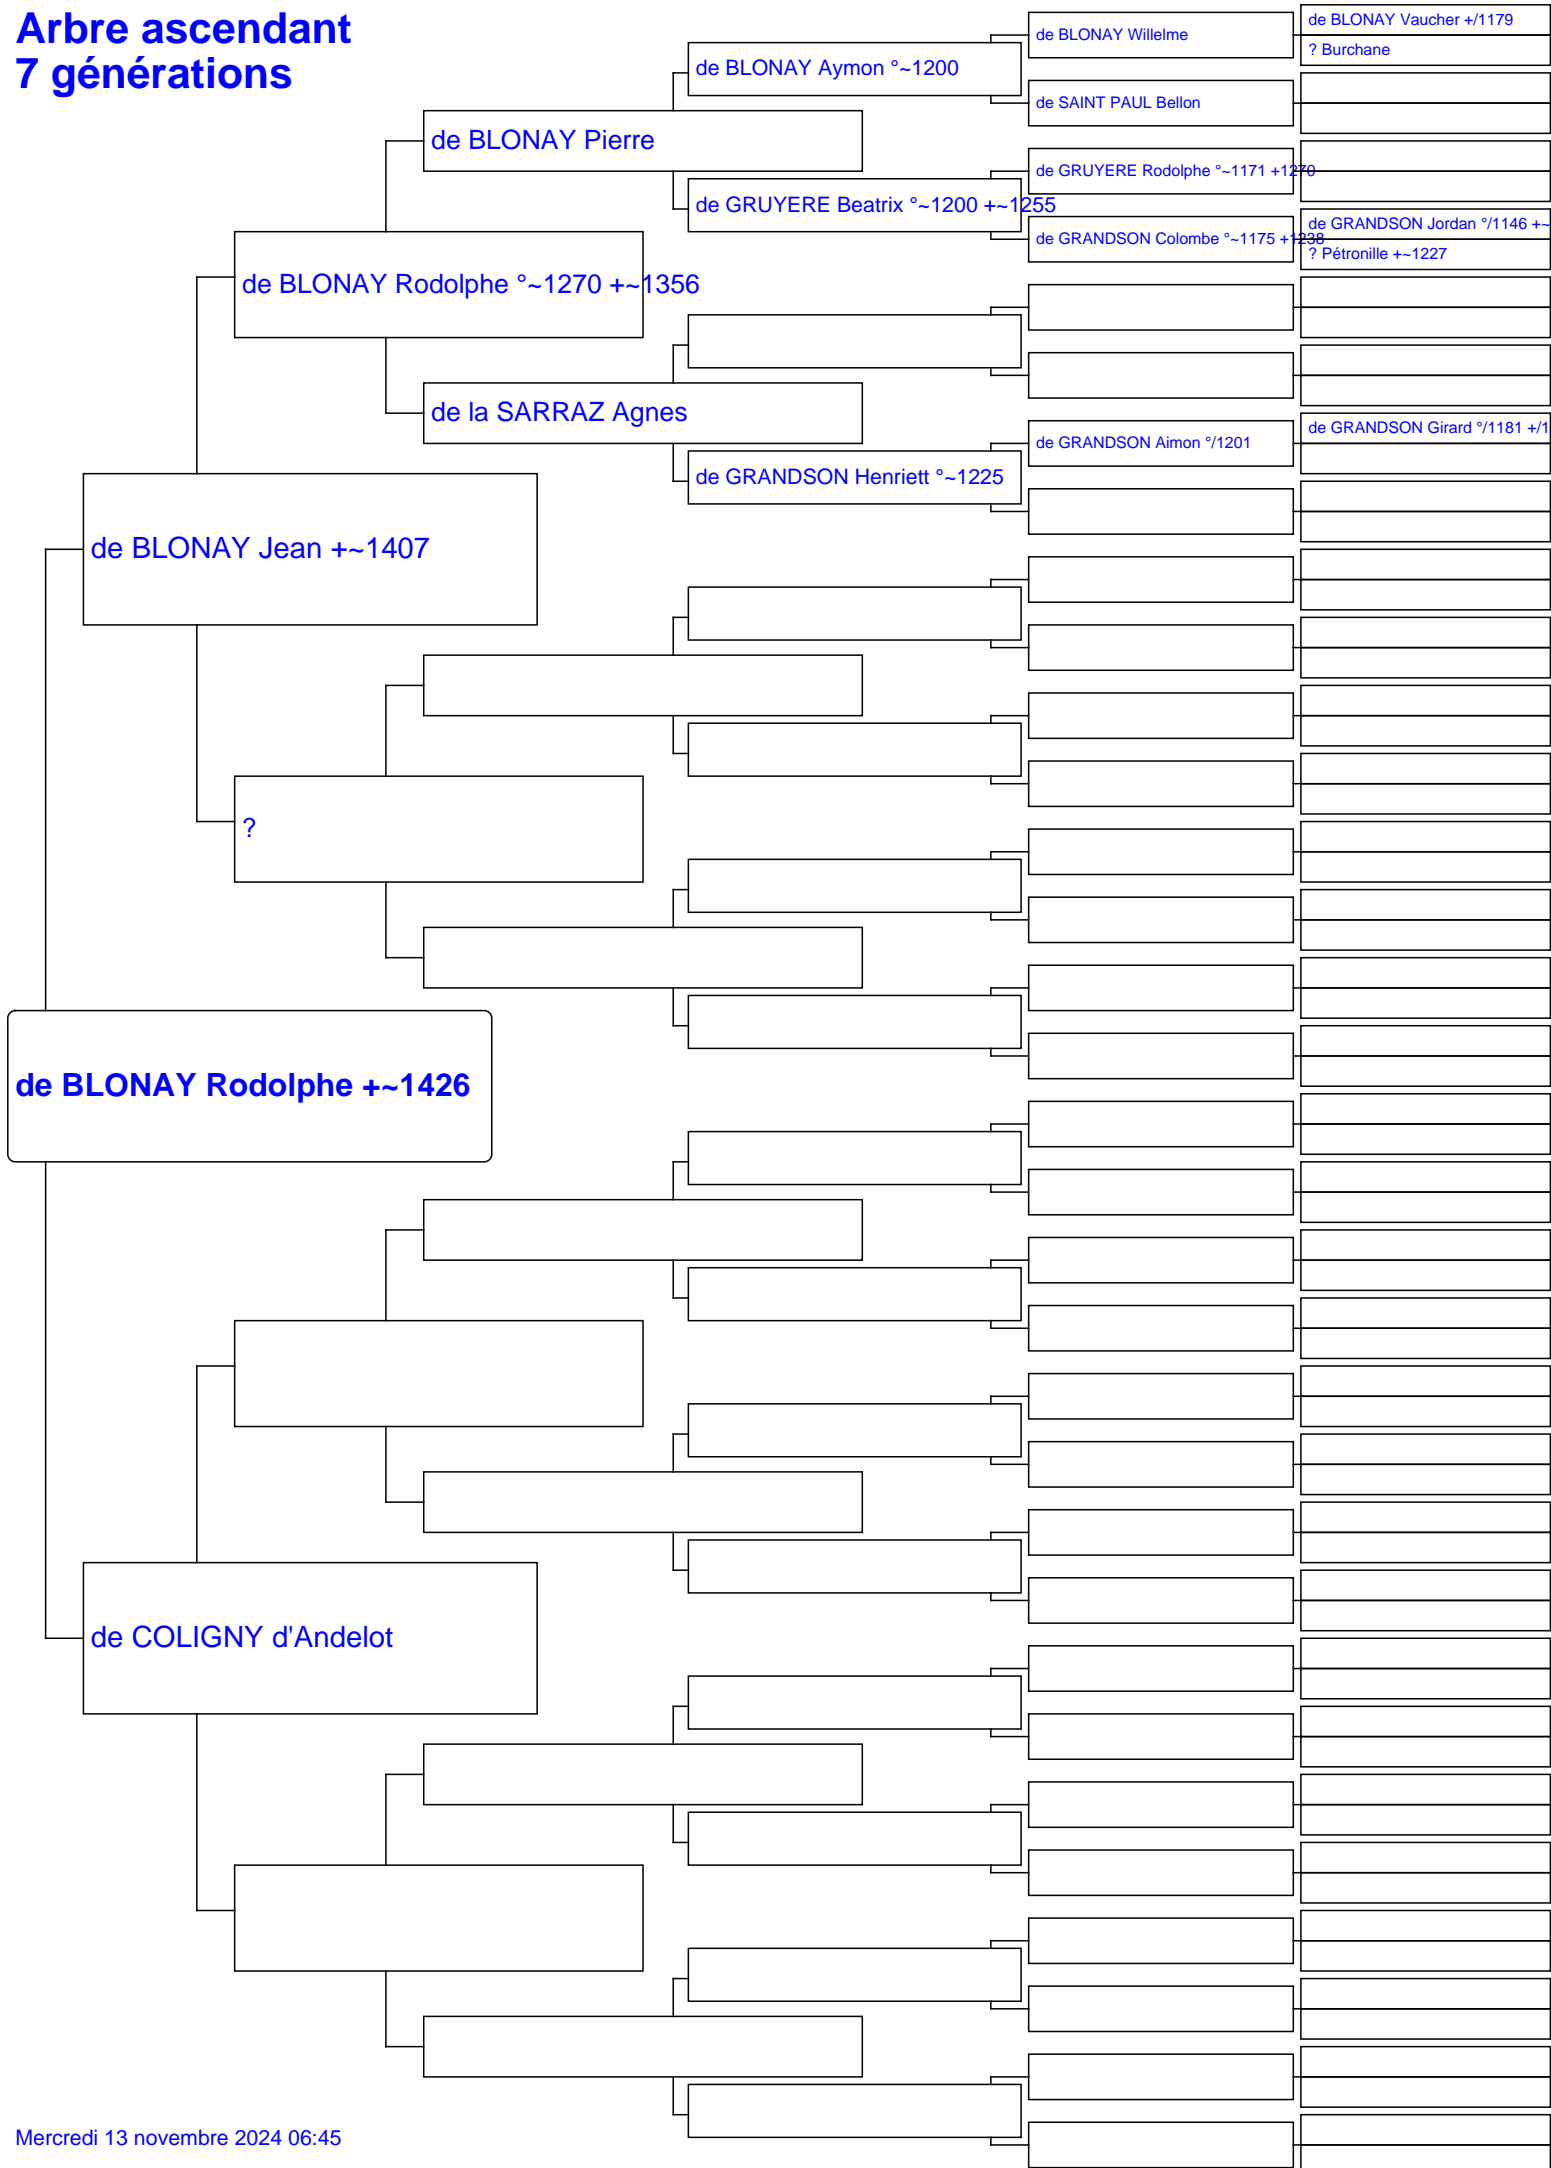 Arbre ascendant
7 générations
de BLONAY Vaucher +/1179
de BLONAY Willelme
? Burchane
de BLONAY Aymon °~1200
de SAINT PAUL Bellon
de BLONAY Pierre
de GRUYERE Rodolphe °~1171 +1270
de GRUYERE Beatrix °~1200 +~1255
de GRANDSON Jordan °/1146 +~
de GRANDSON Colombe °~1175 +1238
? Pétronille +~1227
de BLONAY Rodolphe °~1270 +~1356
de la SARRAZ Agnes
de GRANDSON Girard °/1181 +/1
de GRANDSON Aimon °/1201
de GRANDSON Henriett °~1225
de BLONAY Jean +~1407
?
de BLONAY Rodolphe +~1426
de COLIGNY d'Andelot
Mercredi 13 novembre 2024 06:45